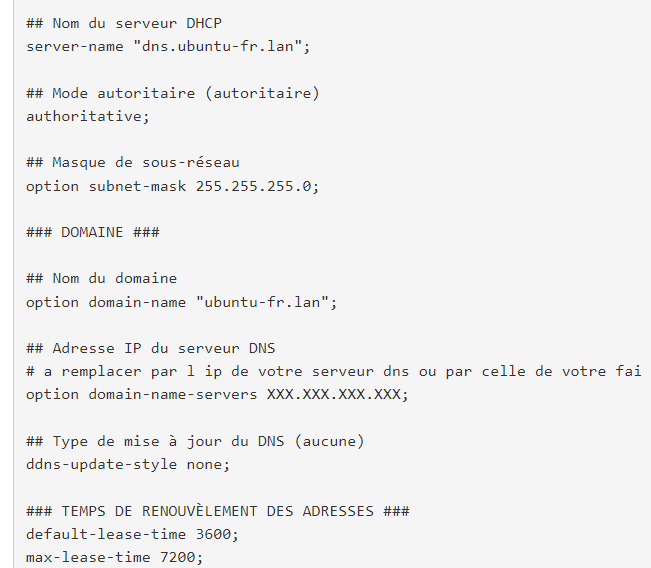 ## Nom du serveur DHCP
server-name "dns.ubuntu-fr.lan";
## Mode autoritaire (autoritaire)
authoritative;
## Masque de sous-réseau
option subnet-mask 255.255.255.0;
### DOMAINE ###
## Nom du domaine
option domain-name "ubuntu-fr.lan";
## Adresse IP du serveur DNS
# a remplacer par l ip de votre serveur dns ou par celle de votre fai
option domain-name-servers XXX.XXX.XXX.XXX;
## Type de mise à jour du DNS (aucune)
ddns-update-style none;
### TEMPS DE RENOUVÈLEMENT DES ADRESSES ###
default-lease-time 3600;
max-lease-time 7200;